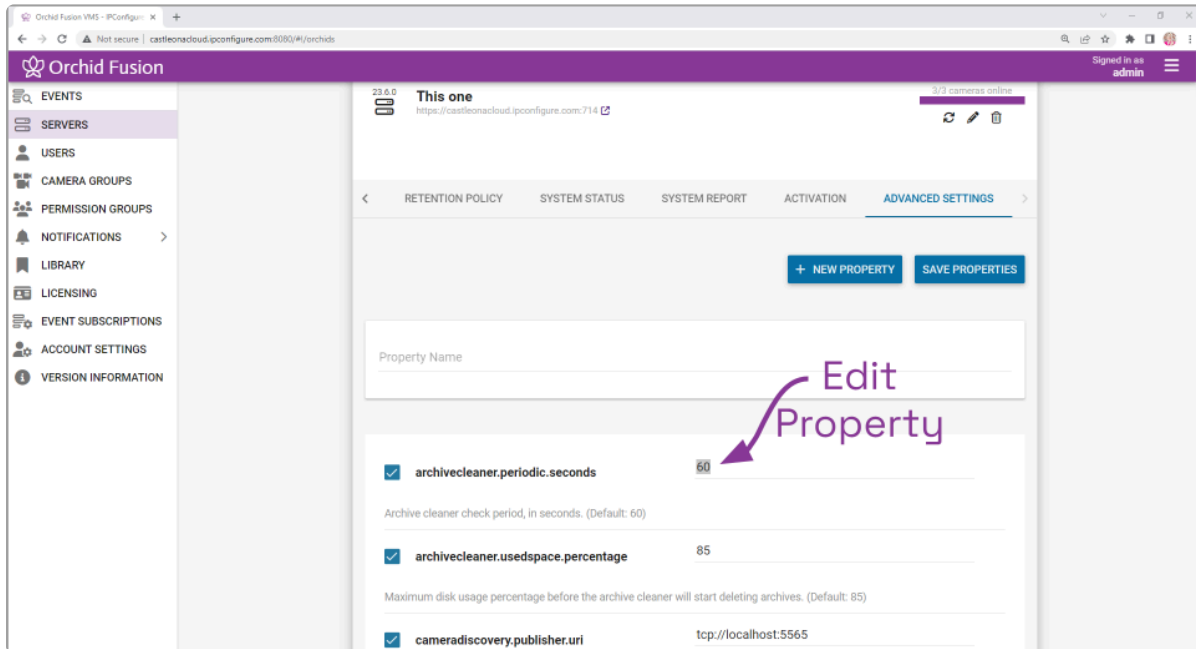 Orchid Fusion VMS - IPConfigur
Not secure | castleonacloud.ipconfigure.com:8080/#!/orchids
Orchid Fusion
Signed in as
admin
EVENTS
SERVERS
USERS
CAMERA GROUPS
PERMISSION GROUPS
NOTIFICATIONS
LIBRARY
LICENSING
EVENT SUBSCRIPTIONS
ACCOUNT SETTINGS
VERSION INFORMATION
23.6.0
This one
https://castleonacloud.ipconfigure.com:714
3/3 cameras online
RETENTION POLICY SYSTEM STATUS SYSTEM REPORT ACTIVATION ADVANCED SETTINGS
+ NEW PROPERTY SAVE PROPERTIES
Property Name
Edit
Property
archivecleaner.periodic.seconds 60
Archive cleaner check period, in seconds. (Default: 60)
archivecleaner.usedspace.percentage 85
Maximum disk usage percentage before the archive cleaner will start deleting archives. (Default: 85)
cameradiscovery.publisher.uri tcp://localhost:5565